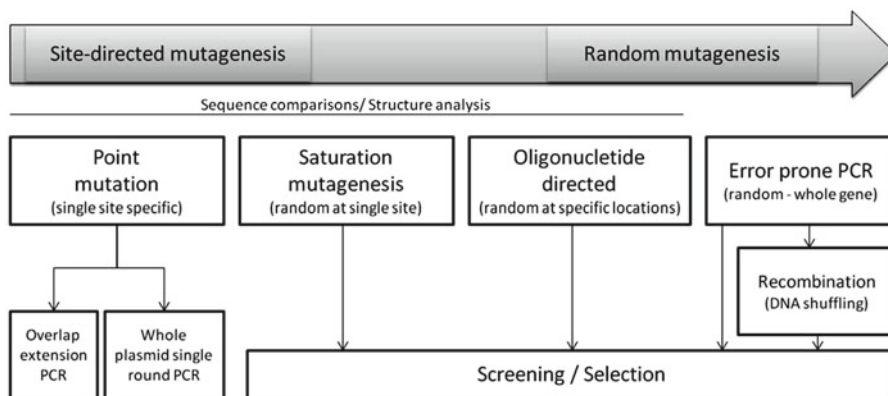 Site-directed mutagenesis
Random mutagenesis
Sequence comparisons/ Structure analysis
Point
mutation
(single site specific)
Saturation
mutagenesis
(random at single site)
Oligonucletide
directed
(random at specific locations)
Error prone PCR
(random - whole gene)
Recombination
(DNA shuffling)
Overlap
extension
PCR
Whole
plasmid single
round PCR
Screening / Selection